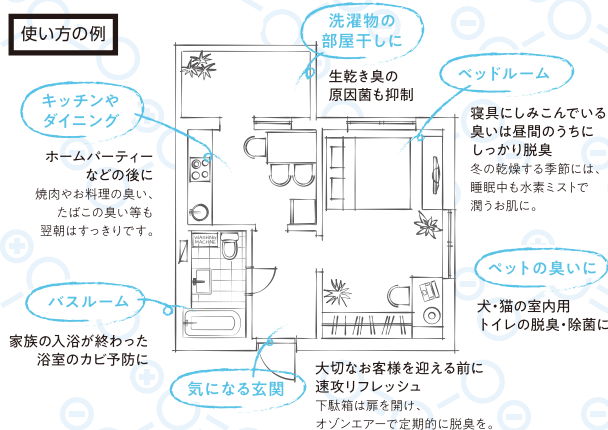 使い方の例
洗濯物の
部屋干しに
生乾き臭の
原因菌も抑制
キッチンや
ダイニング
ホームパーティー
などの後に
焼肉やお料理の臭い、
たばこの臭い等も
翌朝はすっきりです。
ベッドルーム
寝具にしみこんでいる
臭いは昼間のうちに
しっかり脱臭
冬の乾燥する季節には、
睡眠中も水素ミストで
潤うお肌に。
WASHING
MACHINE
ペットの臭いに
犬・猫の室内用
トイレの脱臭・除菌に
バスルーム
家族の入浴が終わった
浴室のカビ予防に
気になる玄関
大切なお客様を迎える前に
速攻リフレッシュ
下駄箱は扉を開け、
オゾンエアーで定期的に脱臭を。